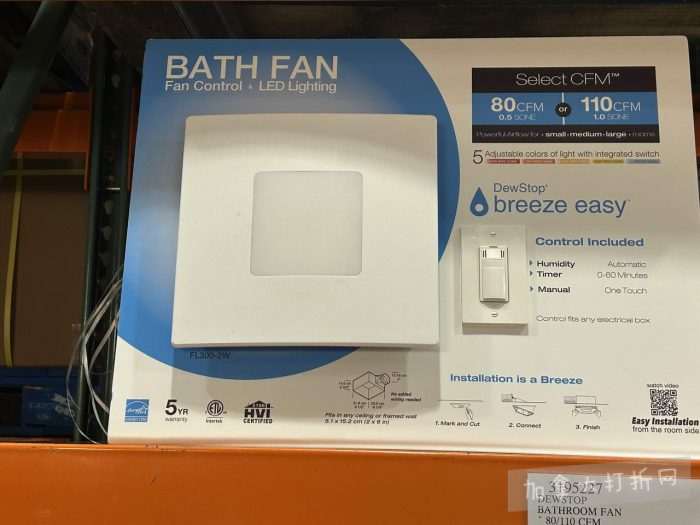 BATH FAN
Fan Control + LED Lighting
Select CFM™
80CFM or 110CFM
0.5 SONE 1.0 SONE
Powerful Airflow for • small-medium-large • rooms
5 Adjustable colors of light with integrated switch
DewStop®
breeze easy™
Control Included
Humidity Automatic
Timer 0-60 Minutes
Manual One Touch
Control fits any electrical box
FL300-2W
Installation is a Breeze
watch video
5YR
warranty
Intertek
HVI
CERTIFIED
No added
wiring needed
Fits in any ceiling or framed wall
5.1 x 15.2 cm (2 x 6 in)
1. Mark and Cut
2. Connect
3. Finish
Easy Installation
from the room side
3195227
DEWSTOP
BATHROOM FAN
80/110 CFM
加拿大打折网